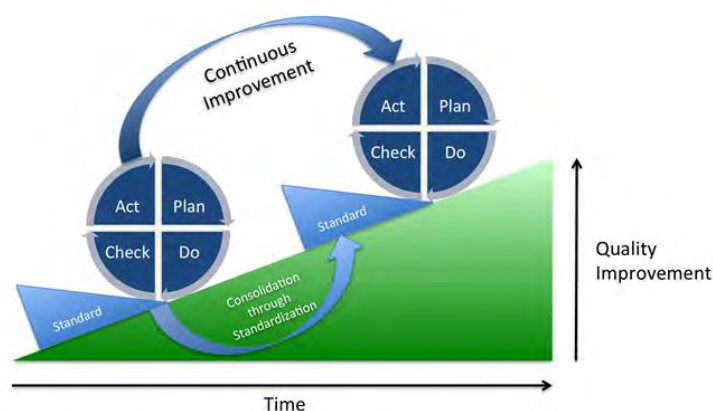 Continuous
Improvement
Act
Plan
Check
Do
Act
Plan
Check
Do
Standard
Standard
Consolidation
through
Standardization
Quality
Improvement
Time